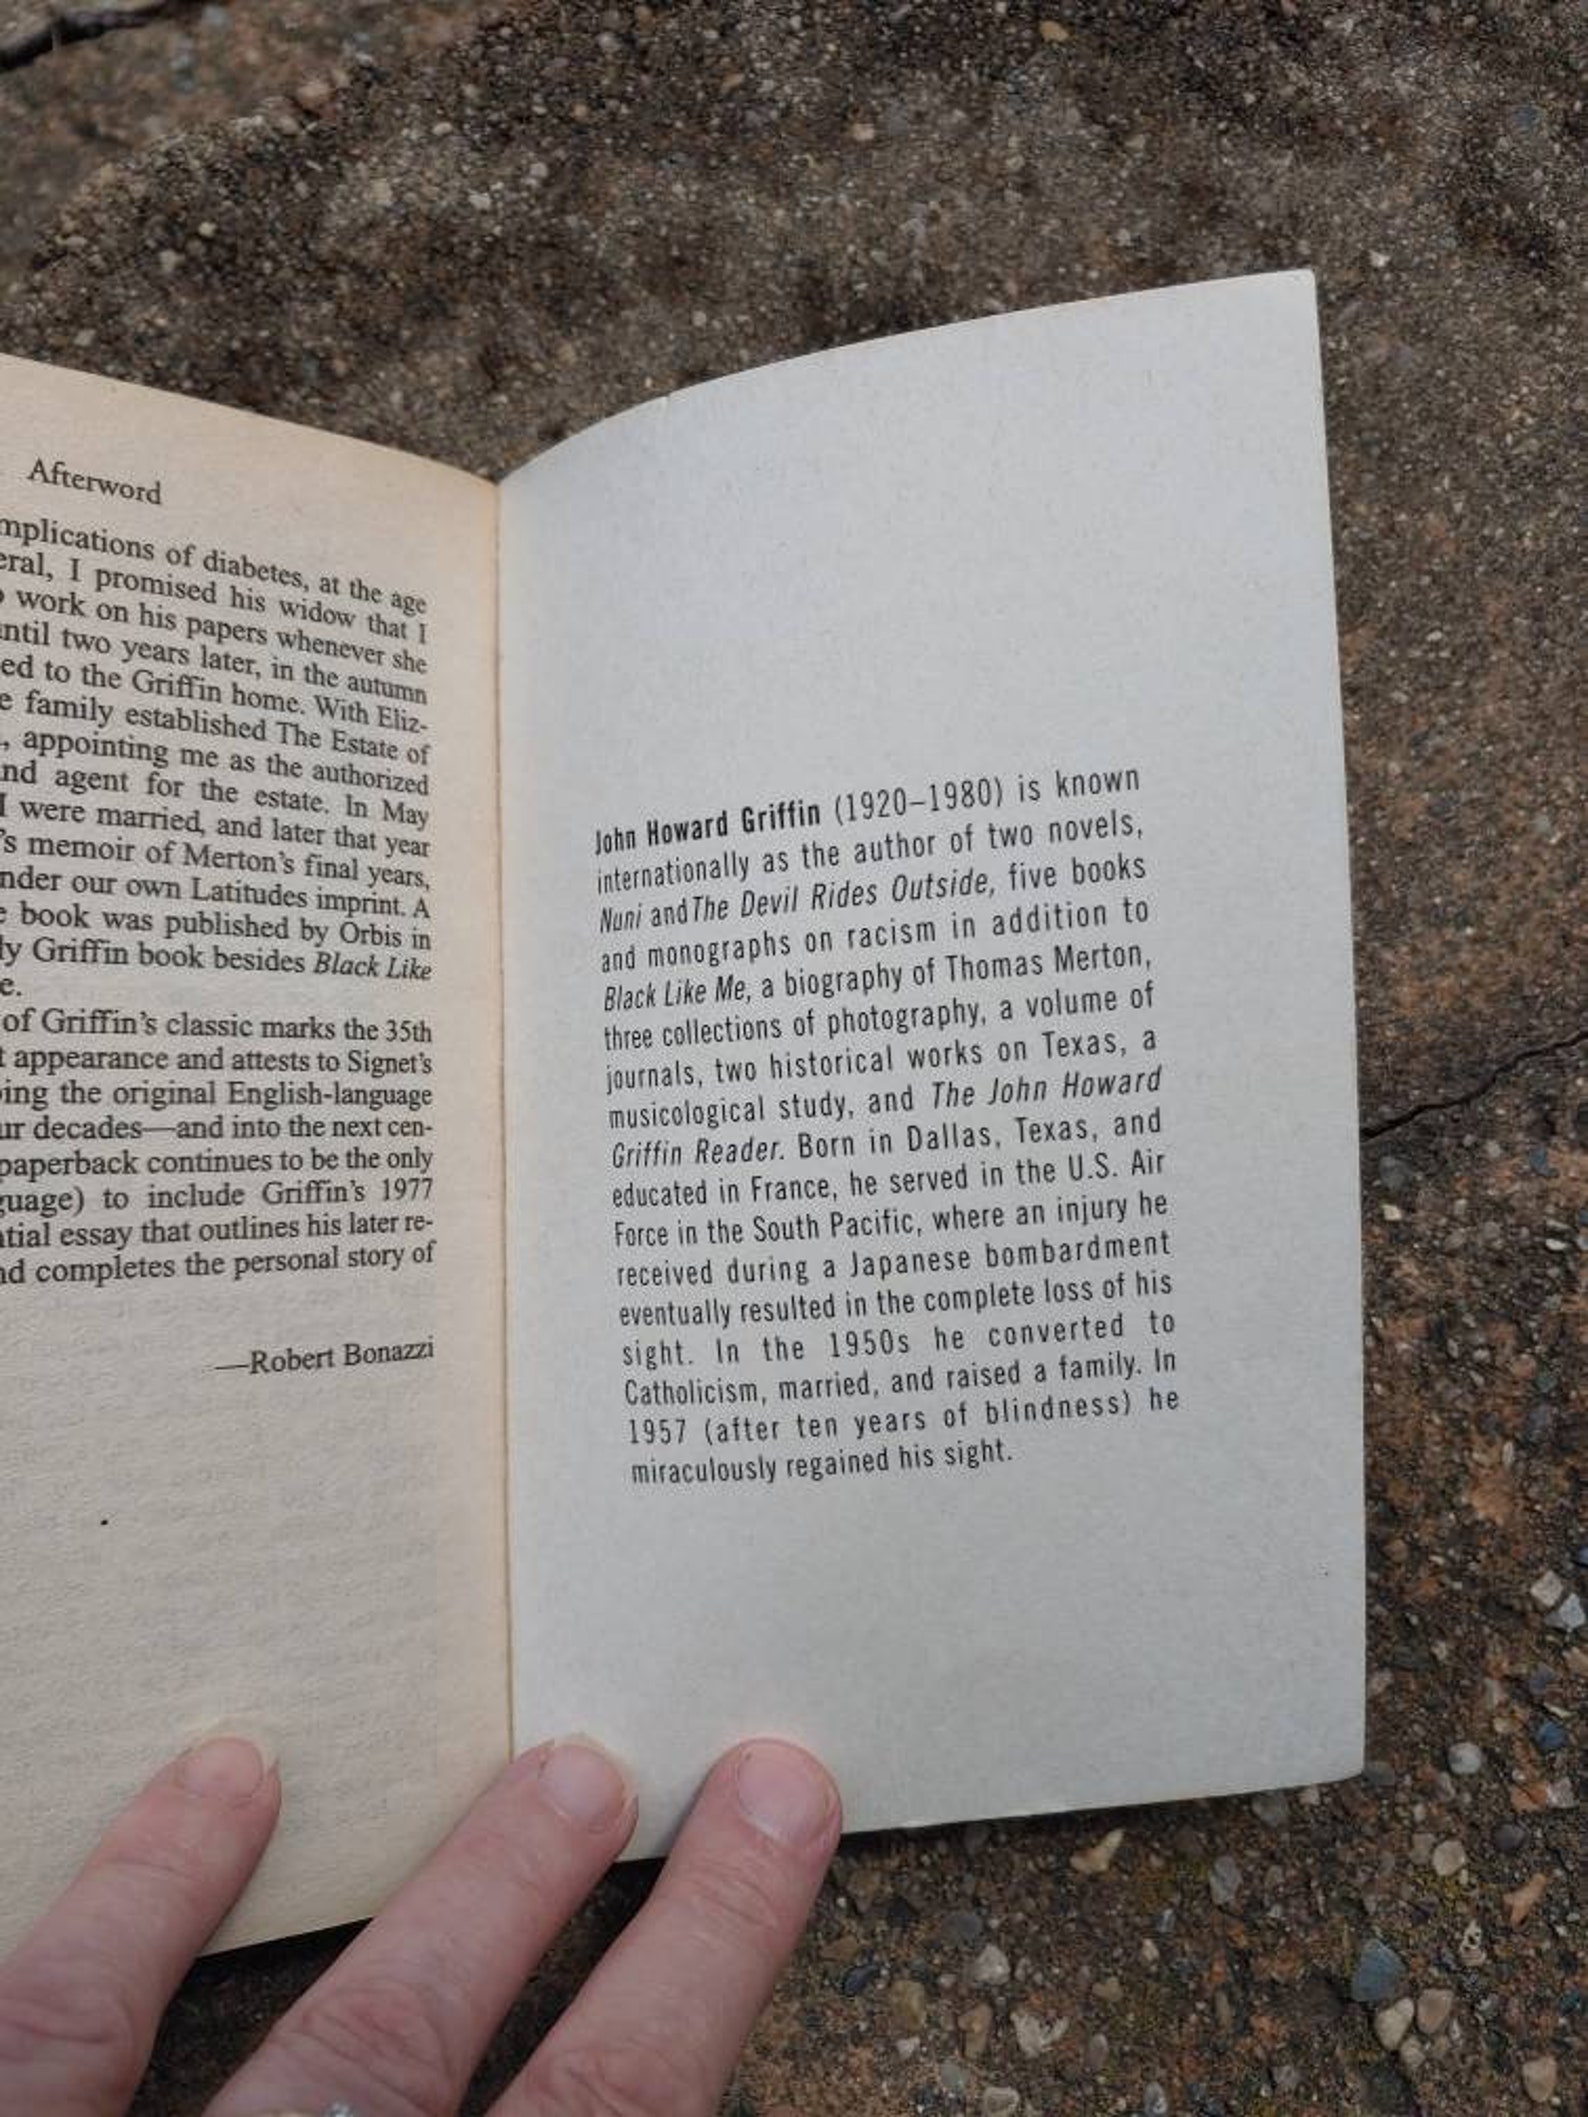 Afterword
mplications of diabetes, at the age
eral, I promised his widow that I
o work on his papers whenever she
until two years later, in the autumn
ed to the Griffin home. With Eliz-
e family established The Estate of
, appointing me as the authorized
nd agent for the estate. In May
I were married, and later that year
's memoir of Merton's final years,
nder our own Latitudes imprint. A
e book was published by Orbis in
ly Griffin book besides Black Like
e.
of Griffin's classic marks the 35th
t appearance and attests to Signet's
ping the original English-language
ur decades—and into the next cen-
paperback continues to be the only
guage) to include Griffin's 1977
ntial essay that outlines his later re-
nd completes the personal story of
—Robert Bonazzi
John Howard Griffin (1920–1980) is known
internationally as the author of two novels,
Nuni and The Devil Rides Outside, five books
and monographs on racism in addition to
Black Like Me, a biography of Thomas Merton,
three collections of photography, a volume of
journals, two historical works on Texas, a
musicological study, and The John Howard
Griffin Reader. Born in Dallas, Texas, and
educated in France, he served in the U.S. Air
Force in the South Pacific, where an injury he
received during a Japanese bombardment
eventually resulted in the complete loss of his
sight. In the 1950s he converted to
Catholicism, married, and raised a family. In
1957 (after ten years of blindness) he
miraculously regained his sight.